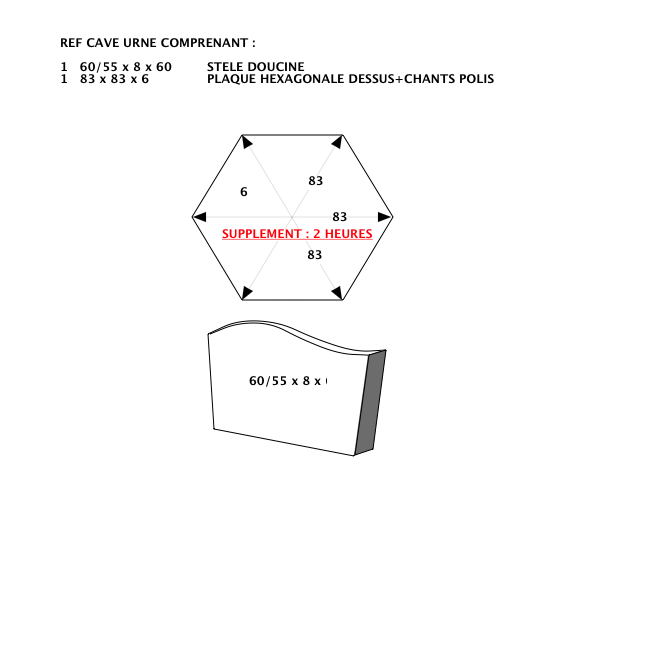 REF CAVE URNE COMPRENANT :
1 60/55 x 8 x 60 STELE DOUCINE
1 83 x 83 x 6 PLAQUE HEXAGONALE DESSUS+CHANTS POLIS
83
6
83
SUPPLEMENT : 2 HEURES
83
60/55 x 8 x